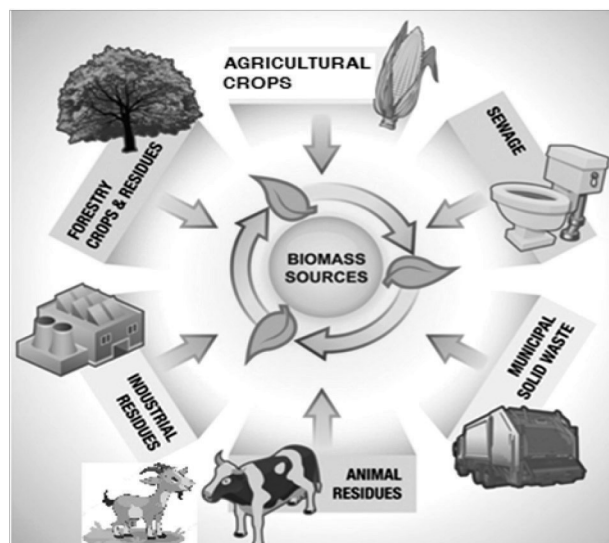 AGRICULTURAL
CROPS
SEWAGE
FORESTRY
CROPS & RESIDUES
BIOMASS
SOURCES
INDUSTRIAL
RESIDUES
MUNICIPAL
SOLID WASTE
ANIMAL
RESIDUES